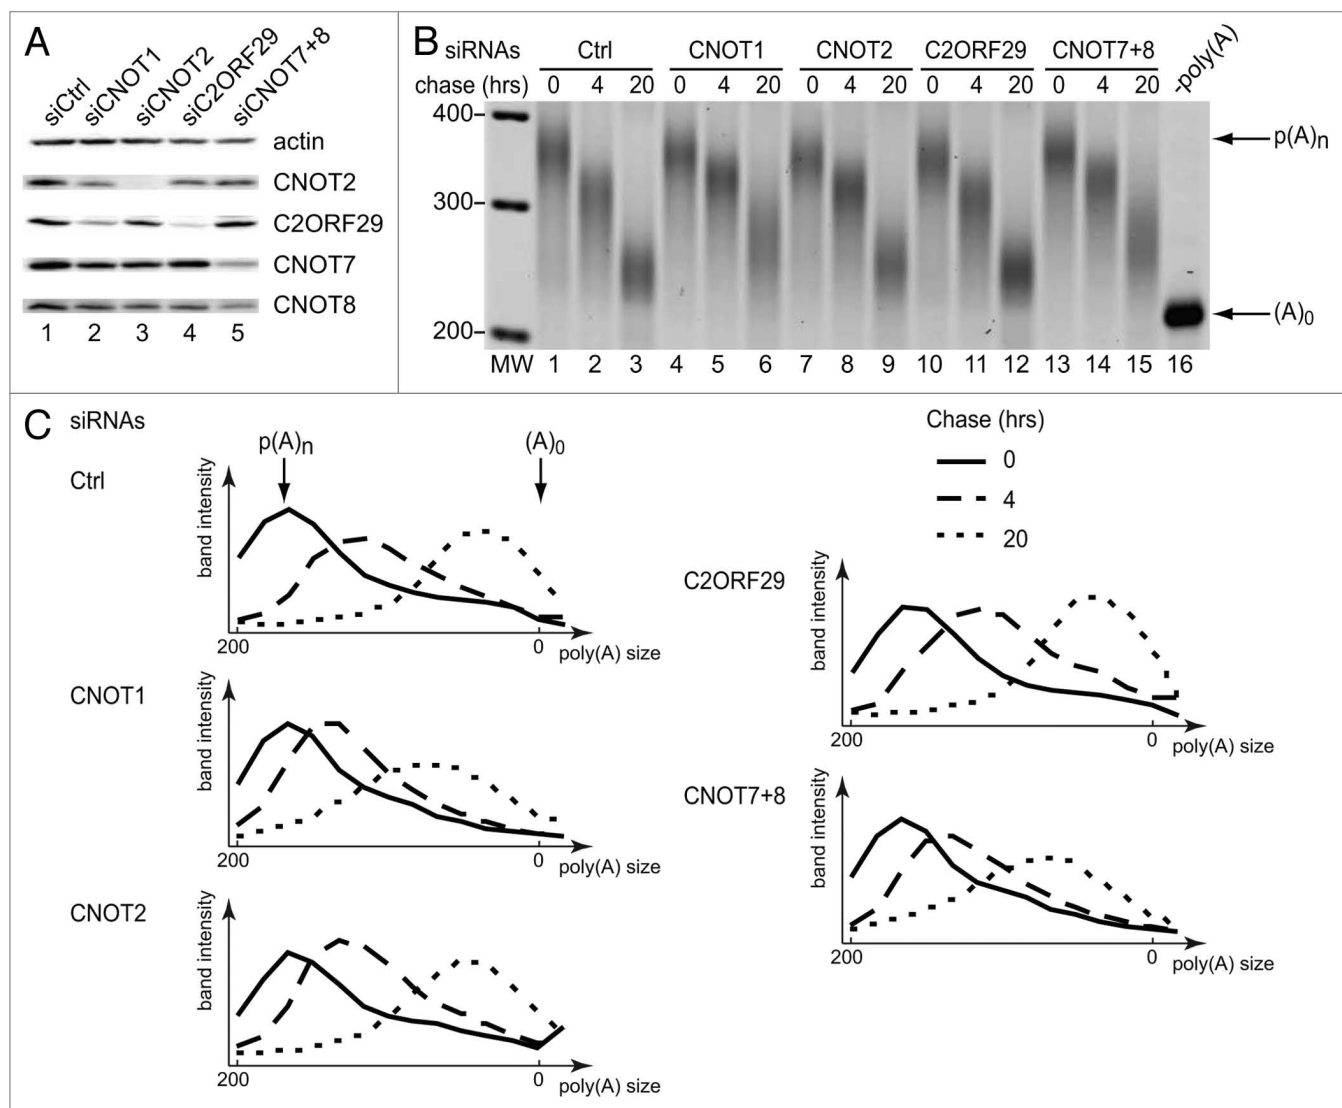 A
siCtrl
siCNOT1
siCNOT2
siC2ORF29
siCNOT7+8
actin
CNOT2
C2ORF29
CNOT7
CNOT8
1 2 3 4 5
B
siRNAs Ctrl CNOT1 CNOT2 C2ORF29 CNOT7+8 -poly(A)
chase (hrs) 0 4 20 0 4 20 0 4 20 0 4 20 0 4 20
400
300
200
p(A)n
(A)0
MW 1 2 3 4 5 6 7 8 9 10 11 12 13 14 15 16
C
siRNAs
p(A)n (A)0
Ctrl
band intensity
200 0 poly(A) size
CNOT1
band intensity
200 0 poly(A) size
CNOT2
band intensity
200 0 poly(A) size
Chase (hrs)
0
4
20
C2ORF29
band intensity
200 0 poly(A) size
CNOT7+8
band intensity
200 0 poly(A) size